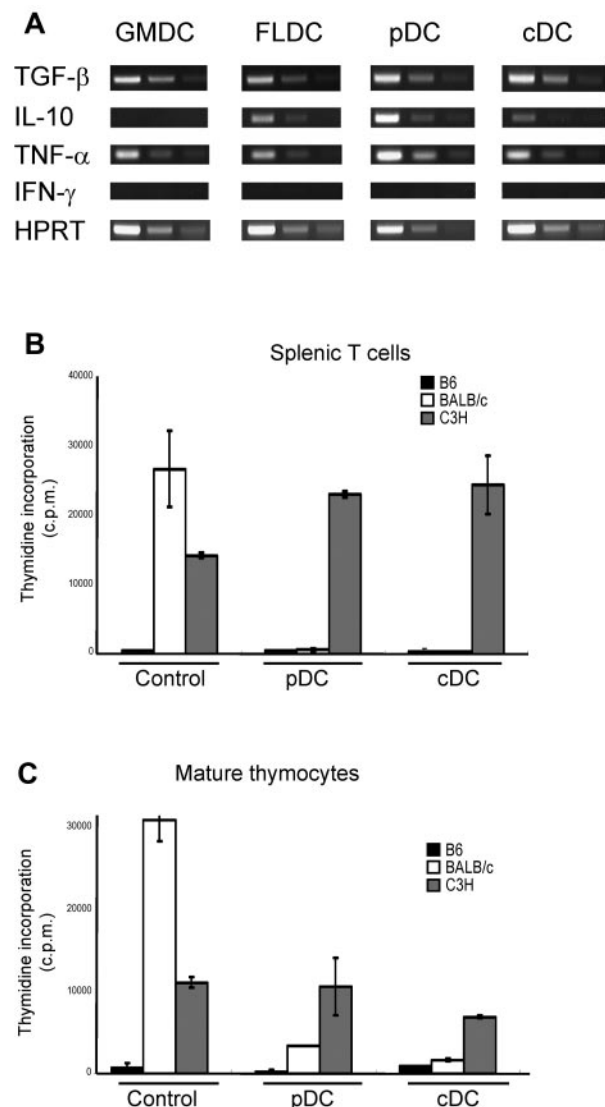 A
GMDC FLDC pDC cDC
TGF-β
IL-10
TNF-α
IFN-γ
HPRT
B
Splenic T cells
Thymidine incorporation
(c.p.m.)
40000
30000
20000
10000
0
B6
BALB/c
C3H
Control pDC cDC
C
Mature thymocytes
Thymidine incorporation
(c.p.m.)
30000
20000
10000
0
B6
BALB/c
C3H
Control pDC cDC